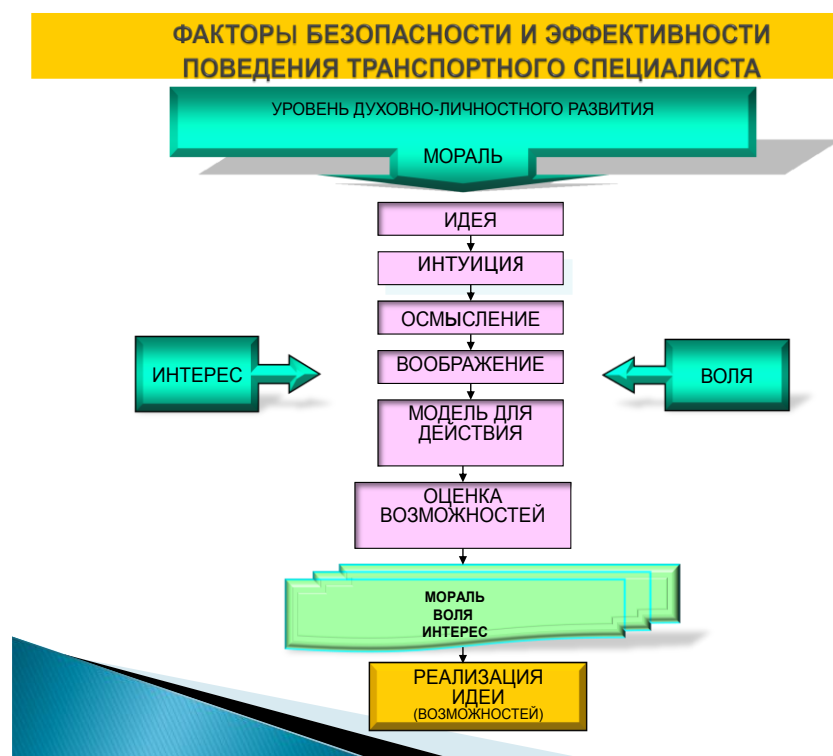 ФАКТОРЫ БЕЗОПАСНОСТИ И ЭФФЕКТИВНОСТИ
ПОВЕДЕНИЯ ТРАНСПОРТНОГО СПЕЦИАЛИСТА
УРОВЕНЬ ДУХОВНО-ЛИЧНОСТНОГО РАЗВИТИЯ
МОРАЛЬ
ИДЕЯ
ИНТУИЦИЯ
ОСМЫСЛЕНИЕ
ИНТЕРЕС
ВООБРАЖЕНИЕ
ВОЛЯ
МОДЕЛЬ ДЛЯ
ДЕЙСТВИЯ
ОЦЕНКА
ВОЗМОЖНОСТЕЙ
МОРАЛЬ
ВОЛЯ
ИНТЕРЕС
РЕАЛИЗАЦИЯ
ИДЕИ
(ВОЗМОЖНОСТЕЙ)